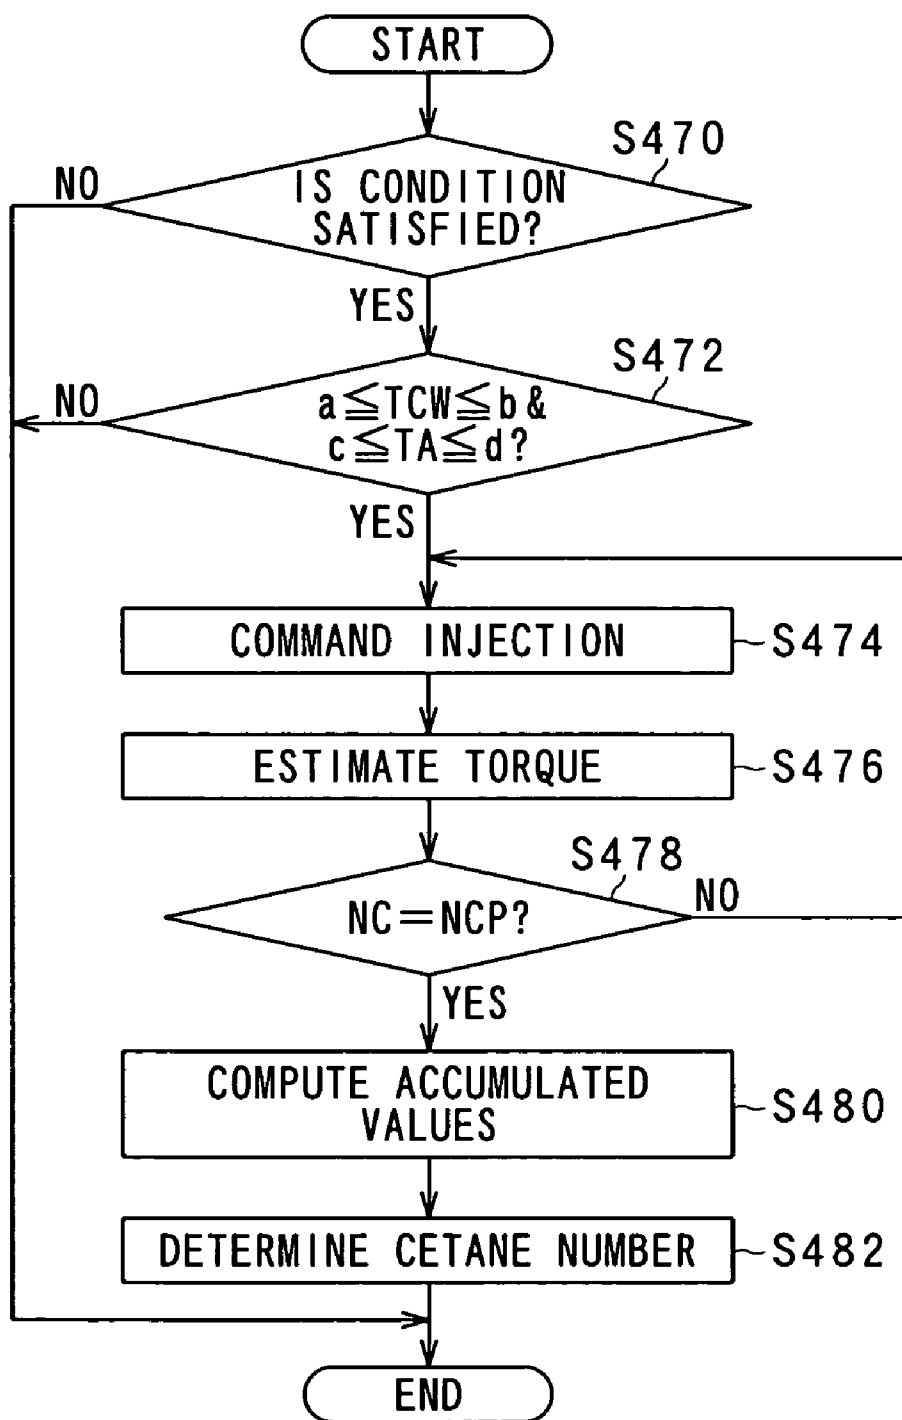 START
S470
NO
IS CONDITION
SATISFIED?
YES
S472
NO
a≦TCW≦b &
c≦TA≦d?
YES
COMMAND INJECTION
S474
ESTIMATE TORQUE
S476
S478
NC=NCP?
NO
YES
COMPUTE ACCUMULATED
VALUES
S480
DETERMINE CETANE NUMBER
S482
END